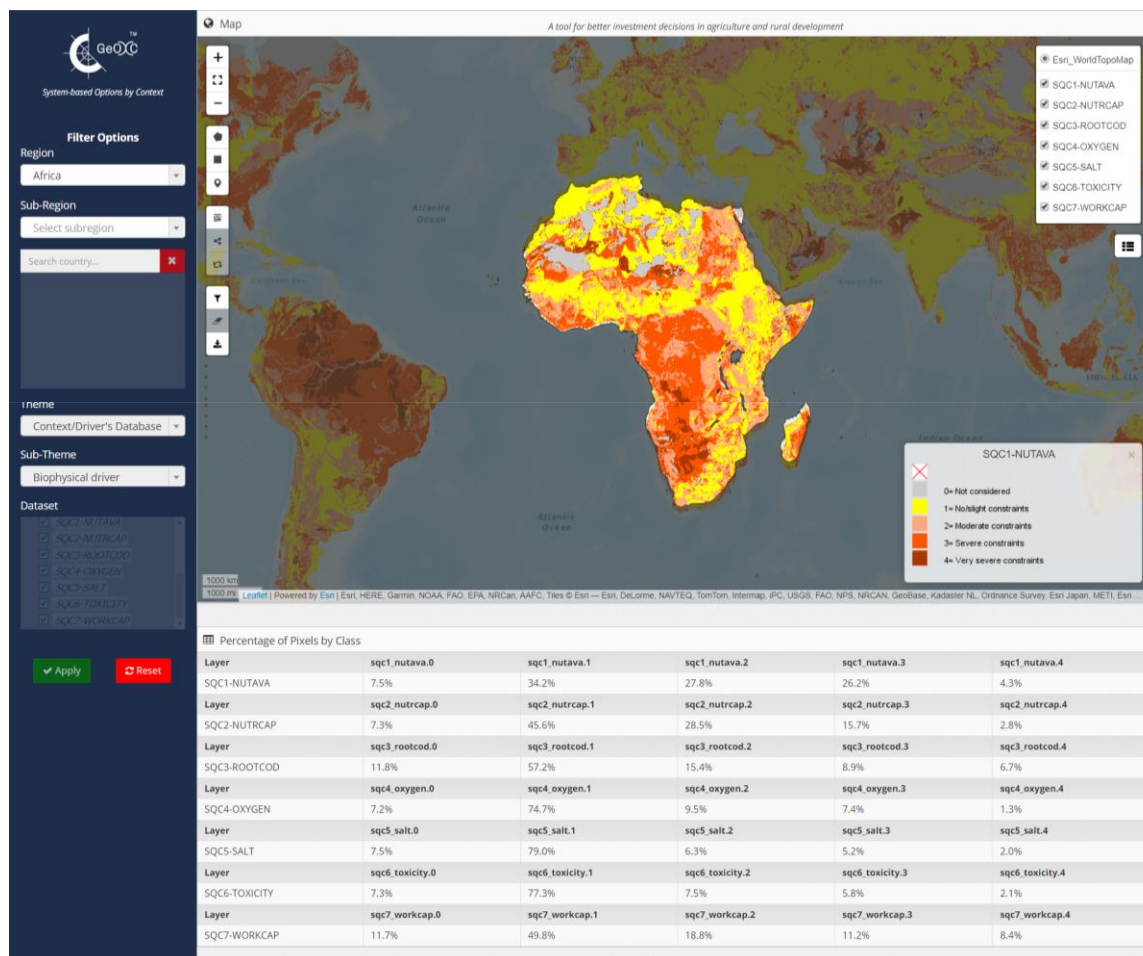 GeOC
TM
System-based Options by Context
Filter Options
Region
Africa
Sub-Region
Select subregion
Search country...
Theme
Context/Driver's Database
Sub-Theme
Biophysical driver
Dataset
SQC1-NUTAVA
SQC2-NUTRCAP
SQC3-ROOTCOD
SQC4-OXYGEN
SQC5-SALT
SQC6-TOXICITY
SQC7-WORKCAP
Apply Reset
Map
A tool for better investment decisions in agriculture and rural development
Esri_WorldTopoMap
SQC1-NUTAVA
SQC2-NUTRCAP
SQC3-ROOTCOD
SQC4-OXYGEN
SQC5-SALT
SQC6-TOXICITY
SQC7-WORKCAP
Atlantic
Ocean
Atlantic
Ocean
Indian Ocean
SQC1-NUTAVA
0= Not considered
1= No/slight constraints
2= Moderate constraints
3= Severe constraints
4= Very severe constraints
1000 km
1000 mi
Leaflet | Powered by Esri | Esri, HERE, Garmin, NOAA, FAO, EPA, NRCan, AAFC, Tiles © Esri — Esri, DeLorme, NAVTEQ, TomTom, Intermap, iPC, USGS, FAO, NPS, NRCAN, GeoBase, Kadaster NL, Ordnance Survey, Esri Japan, METI, Esri ...
Percentage of Pixels by Class
Layer sqc1_nutava.0 sqc1_nutava.1 sqc1_nutava.2 sqc1_nutava.3 sqc1_nutava.4
SQC1-NUTAVA 7.5% 34.2% 27.8% 26.2% 4.3%
Layer sqc2_nutrcap.0 sqc2_nutrcap.1 sqc2_nutrcap.2 sqc2_nutrcap.3 sqc2_nutrcap.4
SQC2-NUTRCAP 7.3% 45.6% 28.5% 15.7% 2.8%
Layer sqc3_rootcod.0 sqc3_rootcod.1 sqc3_rootcod.2 sqc3_rootcod.3 sqc3_rootcod.4
SQC3-ROOTCOD 11.8% 57.2% 15.4% 8.9% 6.7%
Layer sqc4_oxygen.0 sqc4_oxygen.1 sqc4_oxygen.2 sqc4_oxygen.3 sqc4_oxygen.4
SQC4-OXYGEN 7.2% 74.7% 9.5% 7.4% 1.3%
Layer sqc5_salt.0 sqc5_salt.1 sqc5_salt.2 sqc5_salt.3 sqc5_salt.4
SQC5-SALT 7.5% 79.0% 6.3% 5.2% 2.0%
Layer sqc6_toxicity.0 sqc6_toxicity.1 sqc6_toxicity.2 sqc6_toxicity.3 sqc6_toxicity.4
SQC6-TOXICITY 7.3% 77.3% 7.5% 5.8% 2.1%
Layer sqc7_workcap.0 sqc7_workcap.1 sqc7_workcap.2 sqc7_workcap.3 sqc7_workcap.4
SQC7-WORKCAP 11.7% 49.8% 18.8% 11.2% 8.4%